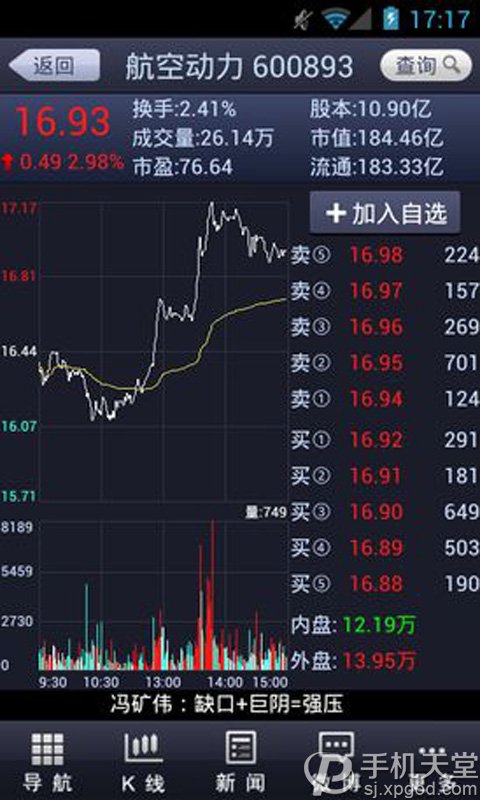 17:17
返回
航空动力 600893
查询
16.93
0.49 2.98%
换手:2.41%
成交量:26.14万
市盈:76.64
股本:10.90亿
市值:184.46亿
流通:183.33亿
加入自选
17.17
16.81
16.44
16.07
15.71
卖⑤ 16.98 224
卖④ 16.97 157
卖③ 16.96 269
卖② 16.95 701
卖① 16.94 124
买① 16.92 291
买② 16.91 181
买③ 16.90 649
买④ 16.89 503
买⑤ 16.88 190
内盘: 12.19万
外盘: 13.95万
量:749
8189
5459
2730
0
9:30 10:30 13:00 14:00 15:00
冯矿伟：缺口+巨阴=强压
导航
K线
新闻
微博
更多
手机天堂
sj.xpgod.com